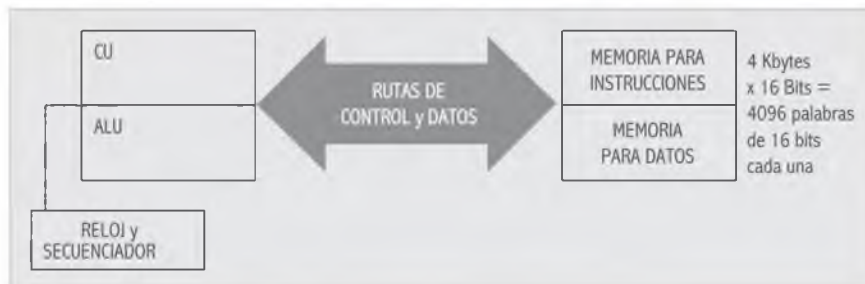 CU
ALU
RELOJ y
SECUENCIADOR
RUTAS DE
CONTROL y DATOS
MEMORIA PARA
INSTRUCCIONES
MEMORIA
PARA DATOS
4 Kbytes
x 16 Bits =
4096 palabras
de 16 bits
cada una